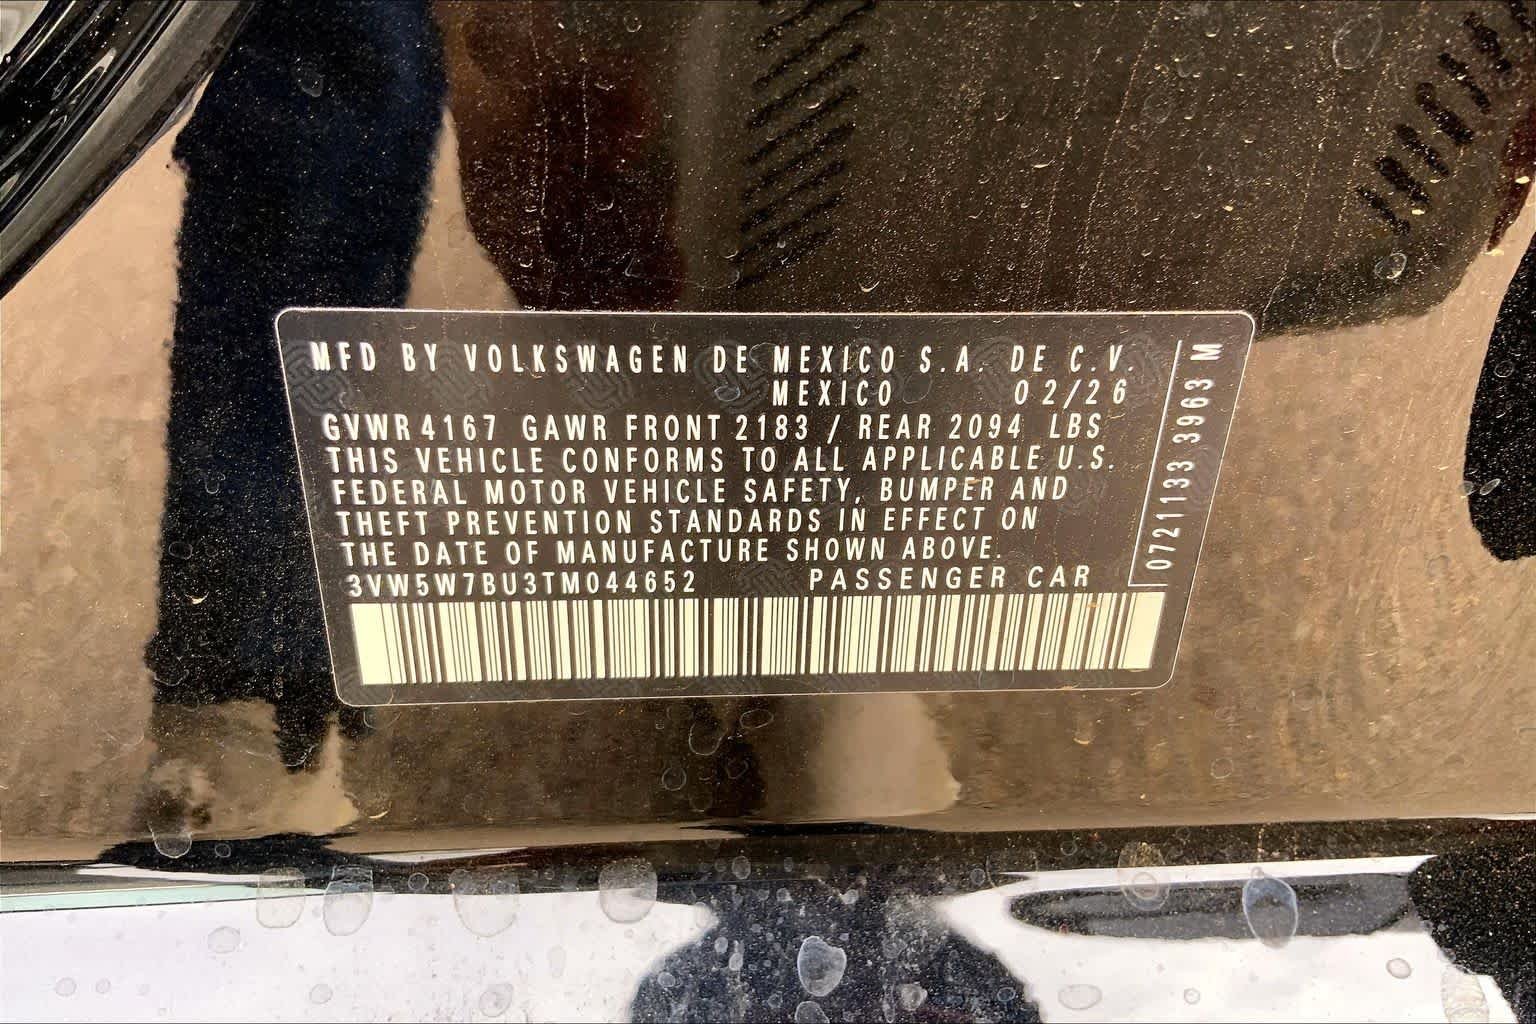 MFD BY VOLKSWAGEN DE MEXICO S.A. DE C.V.
MEXICO 02/26
GVWR 4167 GAWR FRONT 2183 / REAR 2094 LBS
THIS VEHICLE CONFORMS TO ALL APPLICABLE U.S.
FEDERAL MOTOR VEHICLE SAFETY, BUMPER AND
THEFT PREVENTION STANDARDS IN EFFECT ON
THE DATE OF MANUFACTURE SHOWN ABOVE.
3VW5W7BU3TM044652 PASSENGER CAR
0721133 3963 M